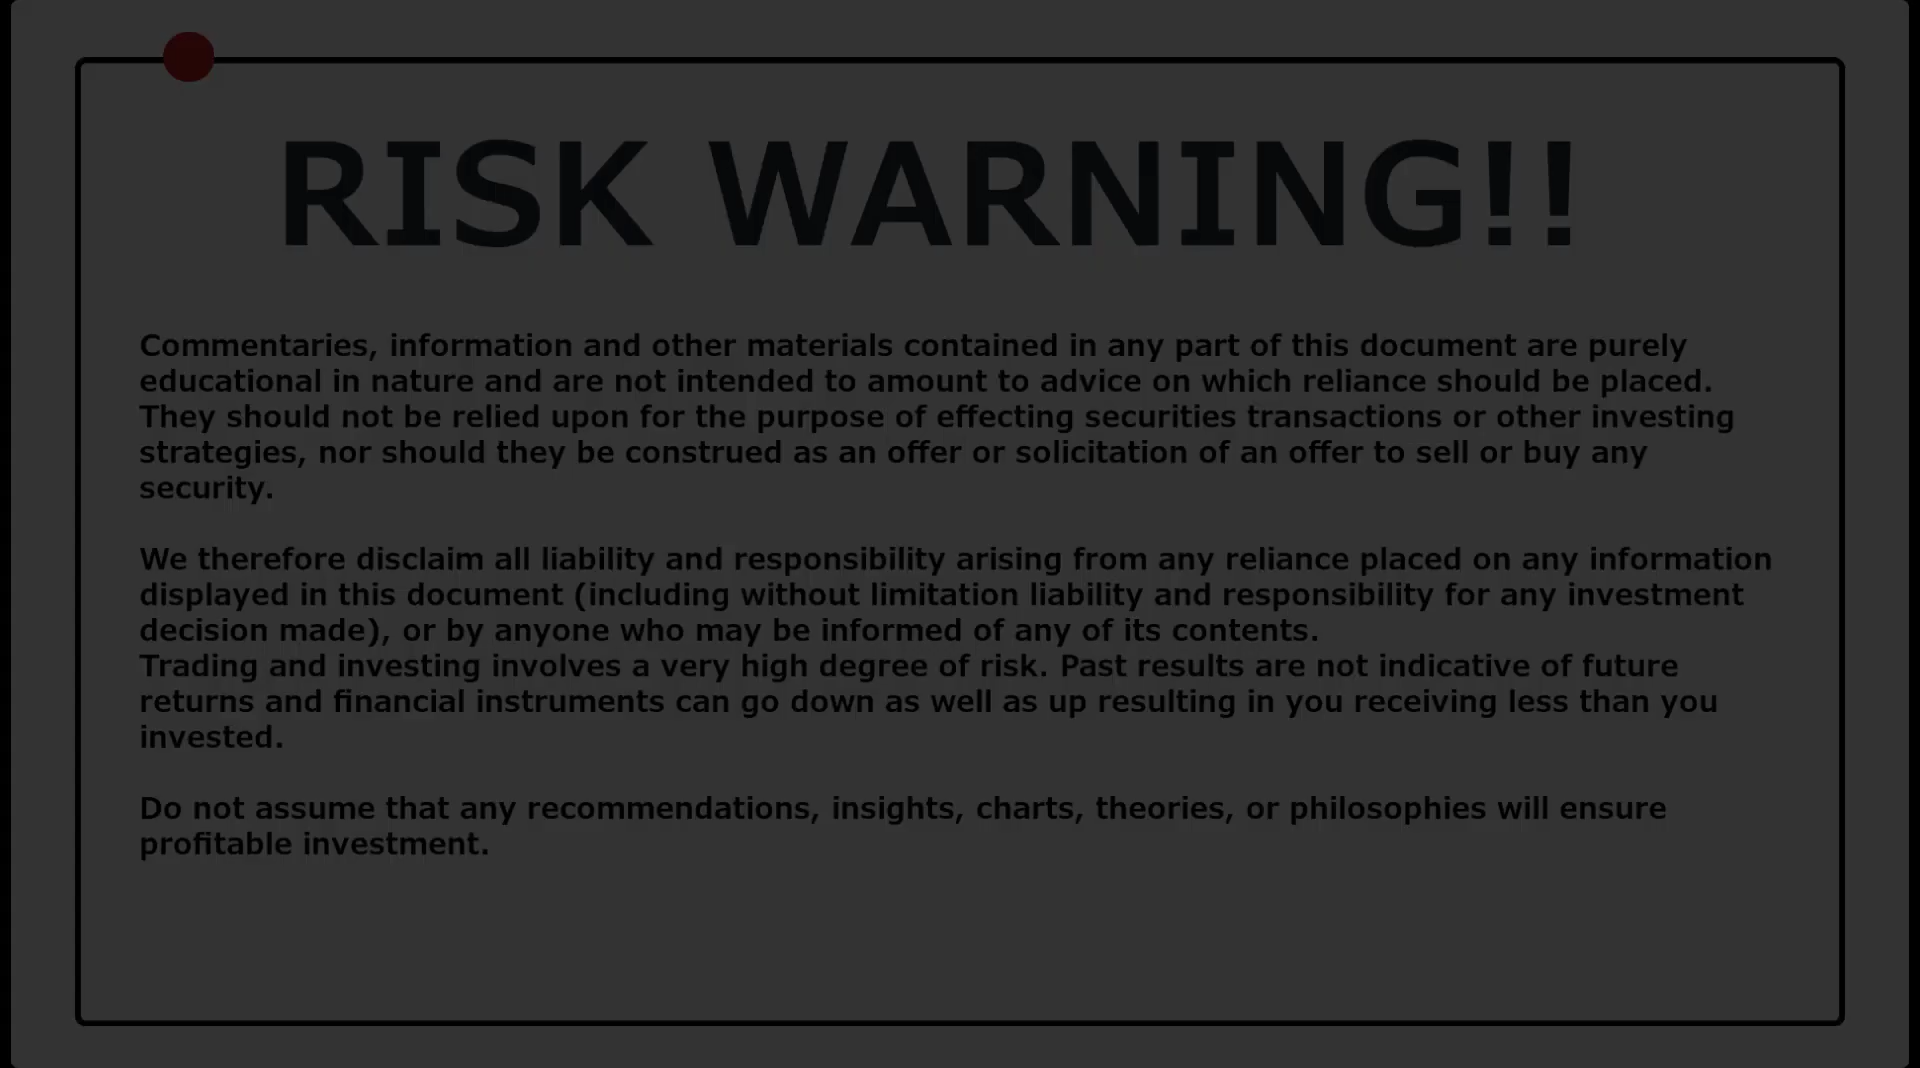 RISK WARNING!!
Commentaries, information and other materials contained in any part of this document are purely
educational in nature and are not intended to amount to advice on which reliance should be placed.
They should not be relied upon for the purpose of effecting securities transactions or other investing
strategies, nor should they be construed as an offer or solicitation of an offer to sell or buy any
security.
We therefore disclaim all liability and responsibility arising from any reliance placed on any information
displayed in this document (including without limitation liability and responsibility for any investment
decision made), or by anyone who may be informed of any of its contents.
Trading and investing involves a very high degree of risk. Past results are not indicative of future
returns and financial instruments can go down as well as up resulting in you receiving less than you
invested.
Do not assume that any recommendations, insights, charts, theories, or philosophies will ensure
profitable investment.